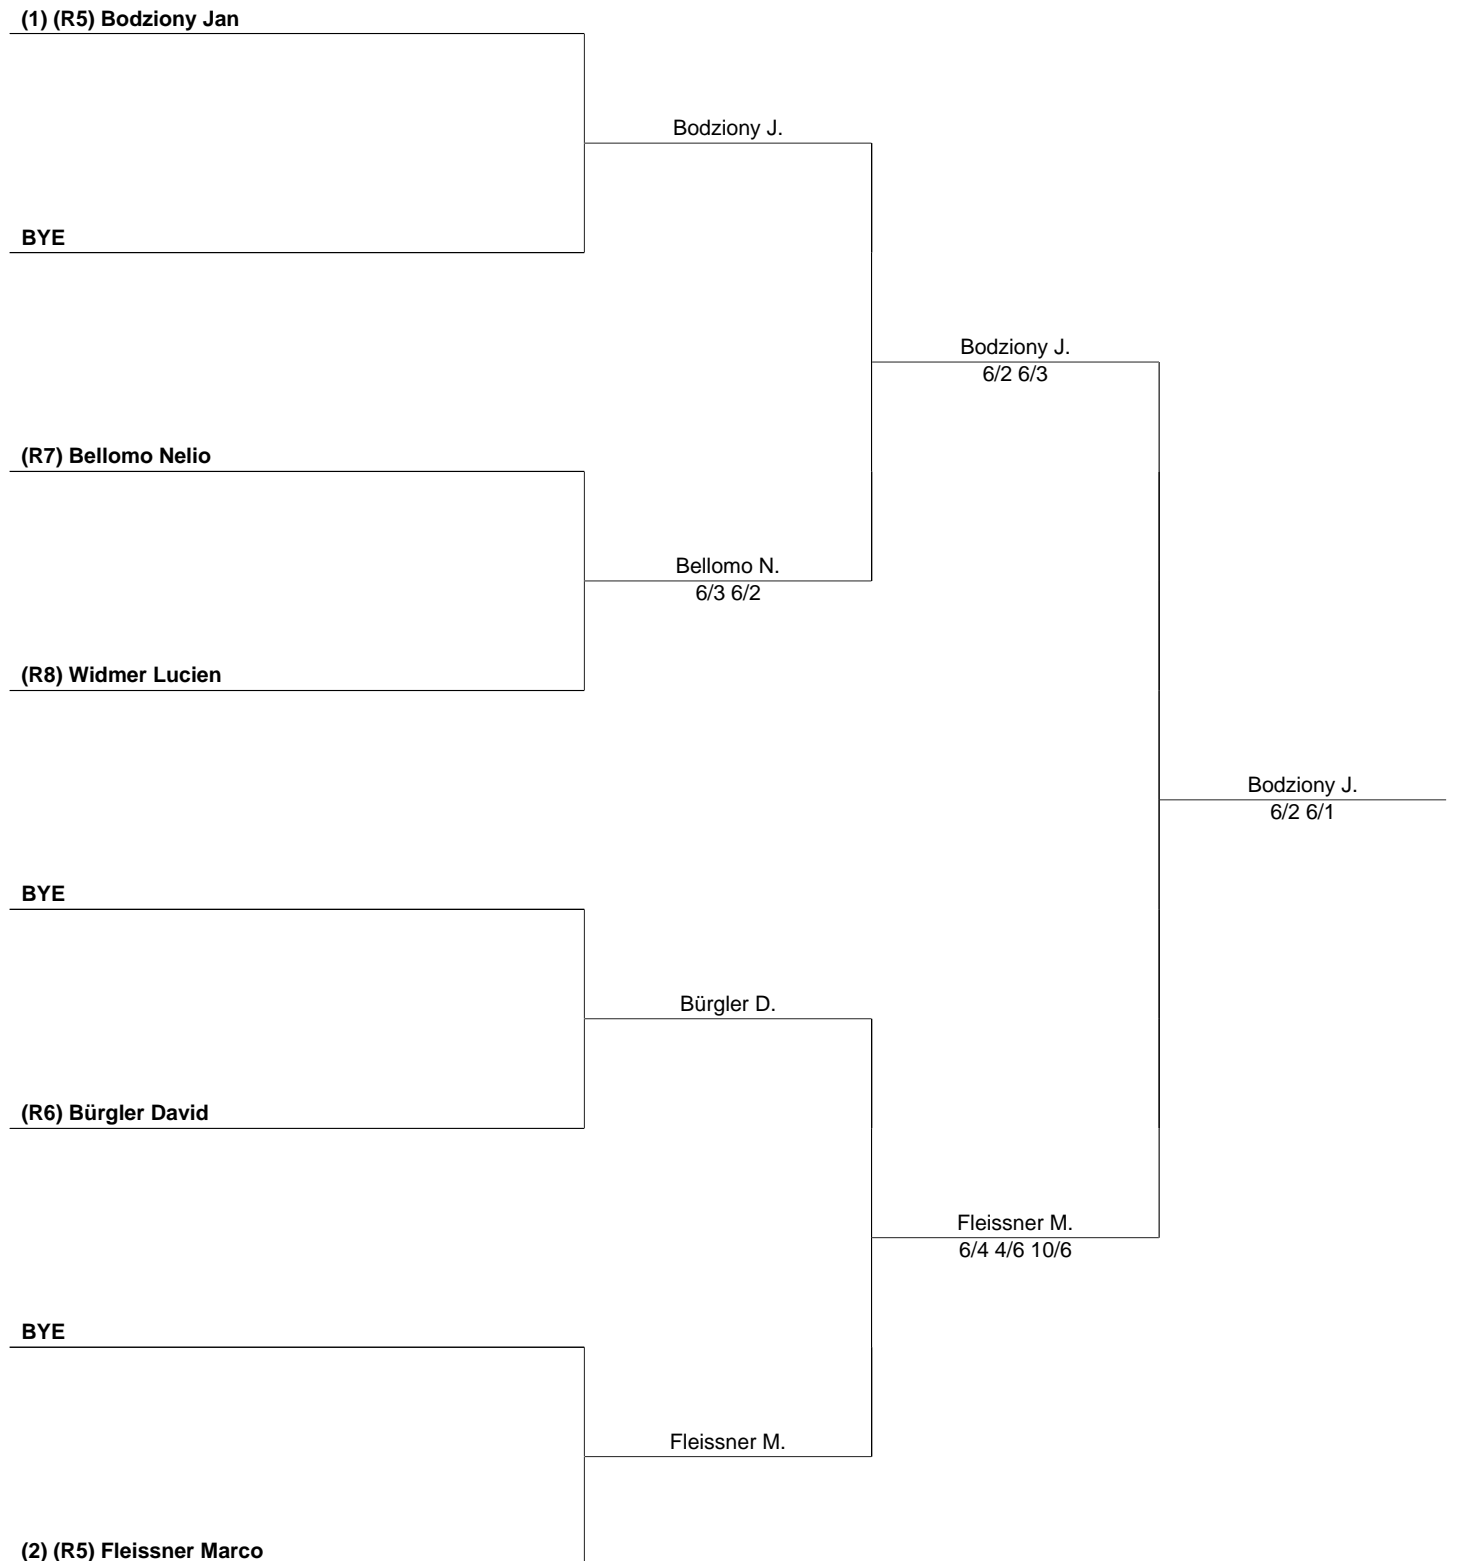 (1) (R5) Bodziony Jan
Bodziony J.
BYE
Bodziony J.
6/2 6/3
(R7) Bellomo Nelio
Bellomo N.
6/3 6/2
(R8) Widmer Lucien
Bodziony J.
6/2 6/1
BYE
Bürgler D.
(R6) Bürgler David
Fleissner M.
6/4 4/6 10/6
BYE
Fleissner M.
(2) (R5) Fleissner Marco